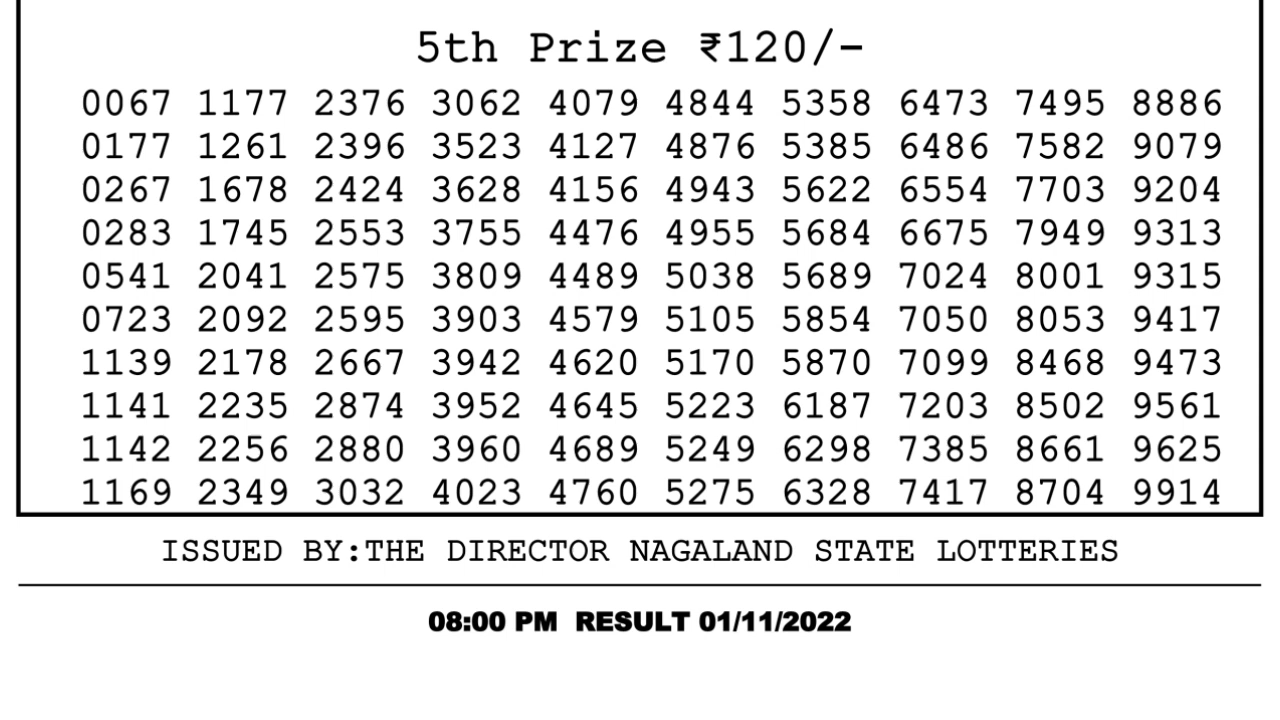 5th Prize ₹120/-
0067 1177 2376 3062 4079 4844 5358 6473 7495 8886
0177 1261 2396 3523 4127 4876 5385 6486 7582 9079
0267 1678 2424 3628 4156 4943 5622 6554 7703 9204
0283 1745 2553 3755 4476 4955 5684 6675 7949 9313
0541 2041 2575 3809 4489 5038 5689 7024 8001 9315
0723 2092 2595 3903 4579 5105 5854 7050 8053 9417
1139 2178 2667 3942 4620 5170 5870 7099 8468 9473
1141 2235 2874 3952 4645 5223 6187 7203 8502 9561
1142 2256 2880 3960 4689 5249 6298 7385 8661 9625
1169 2349 3032 4023 4760 5275 6328 7417 8704 9914
ISSUED BY:THE DIRECTOR NAGALAND STATE LOTTERIES
08:00 PM RESULT 01/11/2022